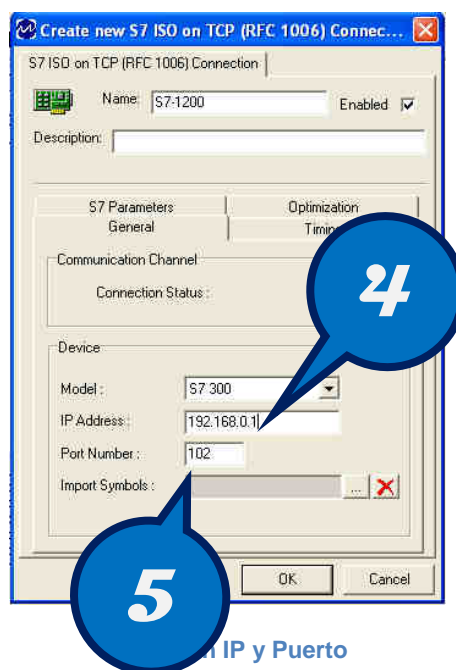 Create new S7 ISO on TCP (RFC 1006) Connec...
S7 ISO on TCP (RFC 1006) Connection
Name: S7-1200 Enabled
Description:
S7 Parameters Optimization
General
Communication Channel
Connection Status :
4
Device
Model : S7 300
IP Address : 192.168.0.1
Port Number : 102
Import Symbols : ...
5
OK Cancel
IP y Puerto